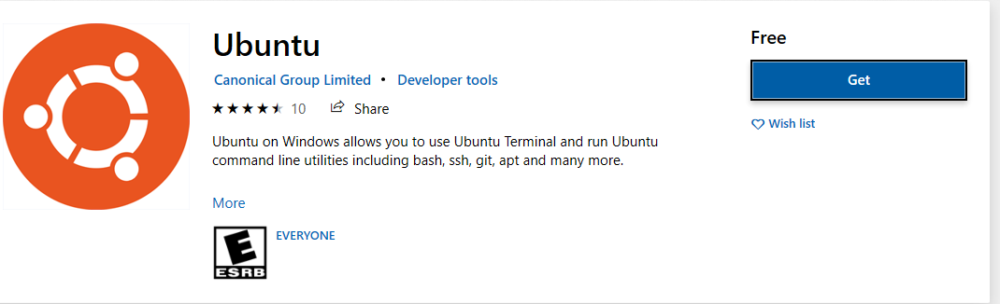 Ubuntu
Canonical Group Limited • Developer tools
10 Share
Ubuntu on Windows allows you to use Ubuntu Terminal and run Ubuntu
command line utilities including bash, ssh, git, apt and many more.
More
E
ESRB
EVERYONE
Free
Get
Wish list